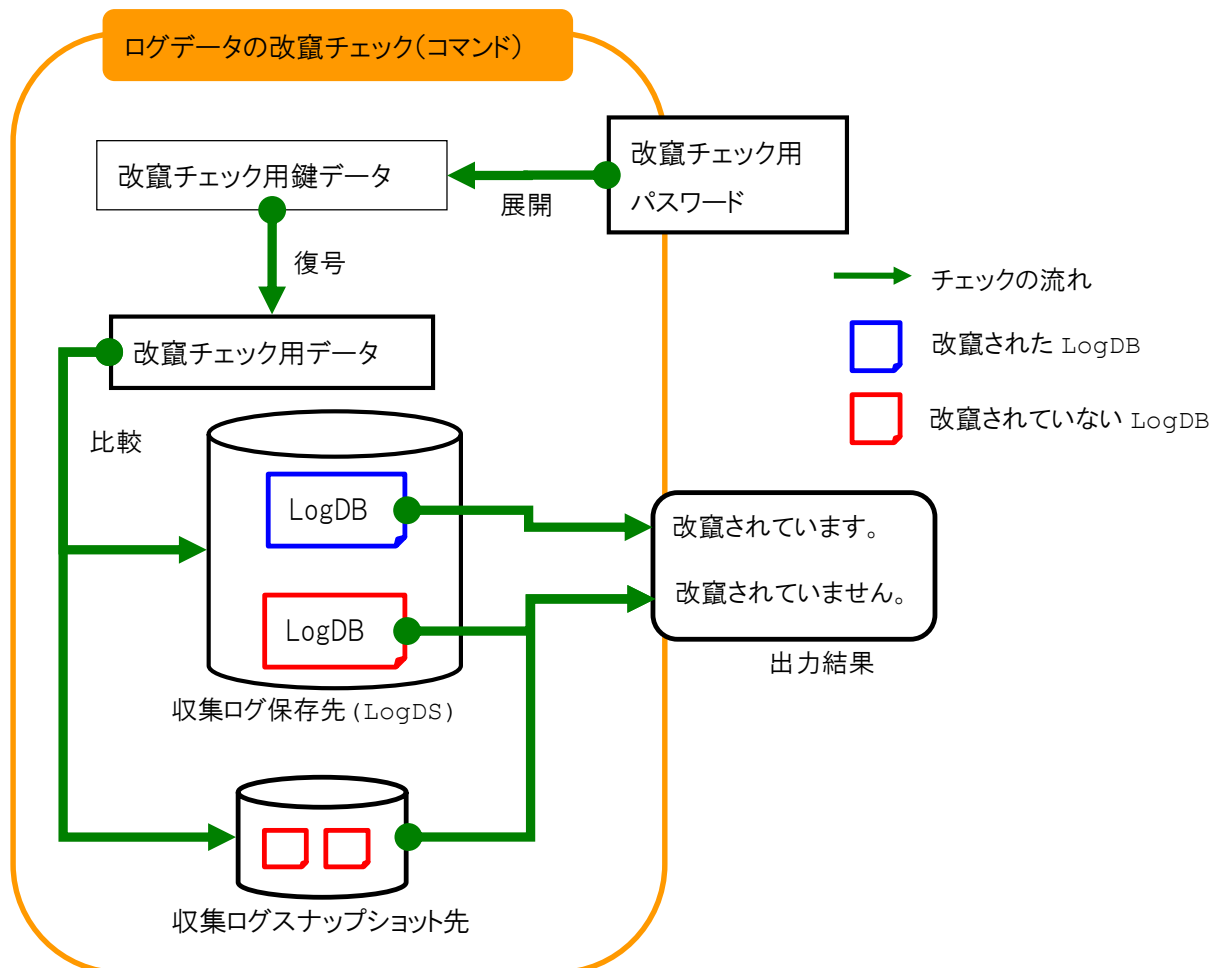 ログデータの改竄チェック(コマンド)
改竄チェック用
パスワード
改竄チェック用鍵データ
展開
復号
チェックの流れ
改竄チェック用データ
改竄された LogDB
改竄されていない LogDB
比較
LogDB
改竄されています。
改竄されていません。
LogDB
出力結果
収集ログ保存先(LogDS)
収集ログスナップショット先